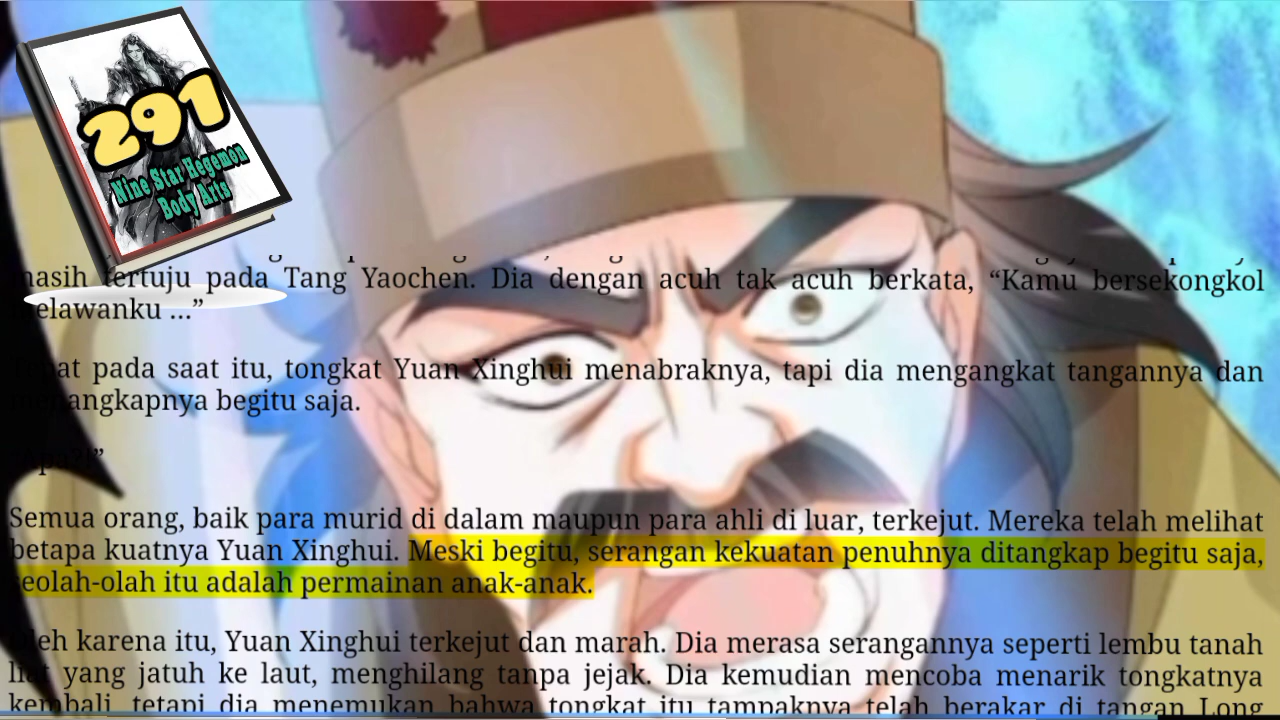 291
Nine Star Hegemon
Body Arts
masih tertuju pada Tang Yaochen. Dia dengan acuh tak acuh berkata, “Kamu bersekongkol
melawanku ...”
Tepat pada saat itu, tongkat Yuan Xinghui menabraknya, tapi dia mengangkat tangannya dan
menangkapnya begitu saja.
Semua orang, baik para murid di dalam maupun para ahli di luar, terkejut. Mereka telah melihat
betapa kuatnya Yuan Xinghui. Meski begitu, serangan kekuatan penuhnya ditangkap begitu saja,
seolah-olah itu adalah permainan anak-anak.
Oleh karena itu, Yuan Xinghui terkejut dan marah. Dia merasa serangannya seperti lembu tanah
liat yang jatuh ke laut, menghilang tanpa jejak. Dia kemudian mencoba menarik tongkatnya
kembali, tetapi dia menemukan bahwa tongkat itu tampaknya telah berakar di tangan Long